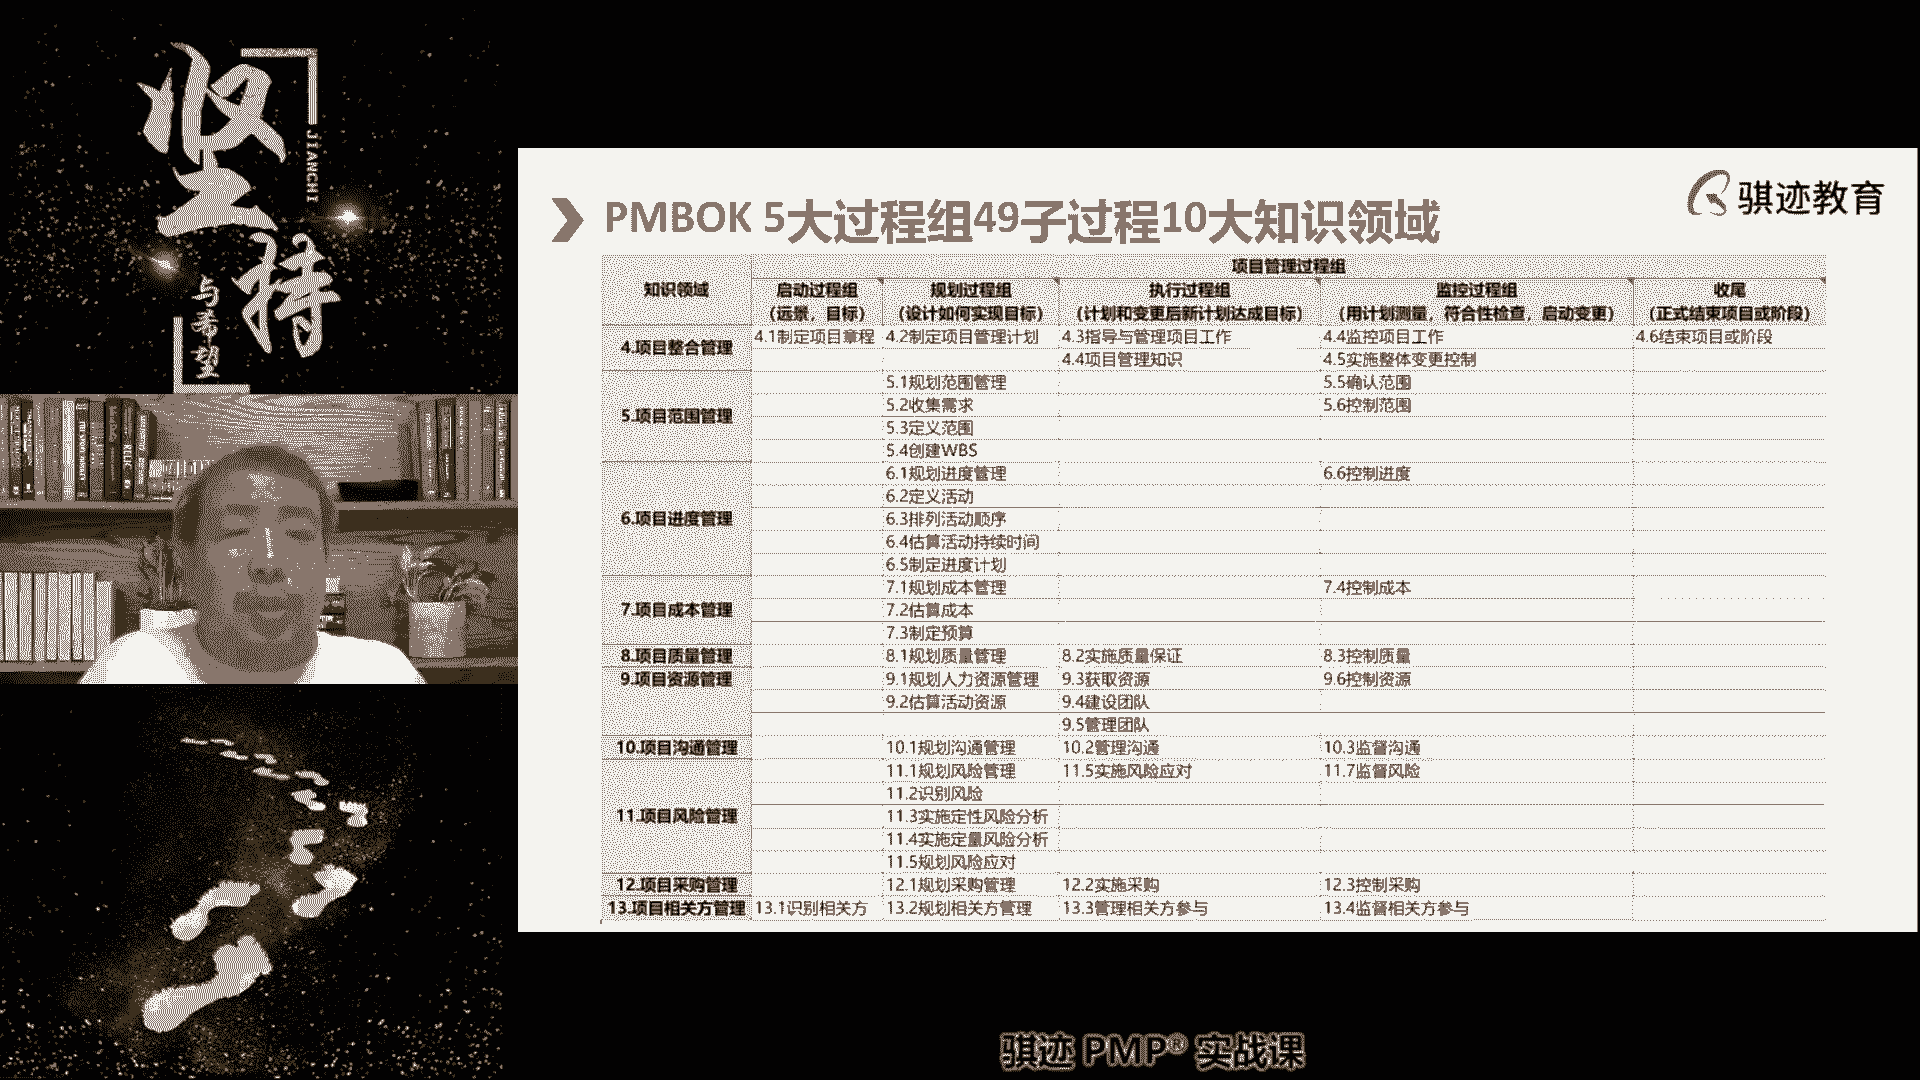 坚持
JIANCHI
与希望
骐迹教育
PMBOK 5大过程组49子过程10大知识领域
知识领域 项目管理过程组
启动过程组 规划过程组 执行过程组 监控过程组 收尾
(远景，目标) (设计如何实现目标) (计划和变更后新计划达成目标) (用计划测量，符合性检查，启动变更) (正式结束项目或阶段)
4.项目整合管理 4.1制定项目章程 4.2制定项目管理计划 4.3指导与管理项目工作 4.4监控项目工作 4.6结束项目或阶段
4.4项目管理知识 4.5实施整体变更控制
5.项目范围管理 5.1规划范围管理 5.5确认范围
5.2收集需求 5.6控制范围
5.3定义范围
5.4创建WBS
6.项目进度管理 6.1规划进度管理 6.6控制进度
6.2定义活动
6.3排列活动顺序
6.4估算活动持续时间
6.5制定进度计划
7.项目成本管理 7.1规划成本管理 7.4控制成本
7.2估算成本
7.3制定预算
8.项目质量管理 8.1规划质量管理 8.2实施质量保证 8.3控制质量
9.项目资源管理 9.1规划人力资源管理 9.3获取资源 9.6控制资源
9.2估算活动资源 9.4建设团队
9.5管理团队
10.项目沟通管理 10.1规划沟通管理 10.2管理沟通 10.3监督沟通
11.项目风险管理 11.1规划风险管理 11.5实施风险应对 11.7监督风险
11.2识别风险
11.3实施定性风险分析
11.4实施定量风险分析
11.5规划风险应对
12.项目采购管理 12.1规划采购管理 12.2实施采购 12.3控制采购
13.项目相关方管理 13.1识别相关方 13.2规划相关方管理 13.3管理相关方参与 13.4监督相关方参与
骐迹 PMP® 实战课